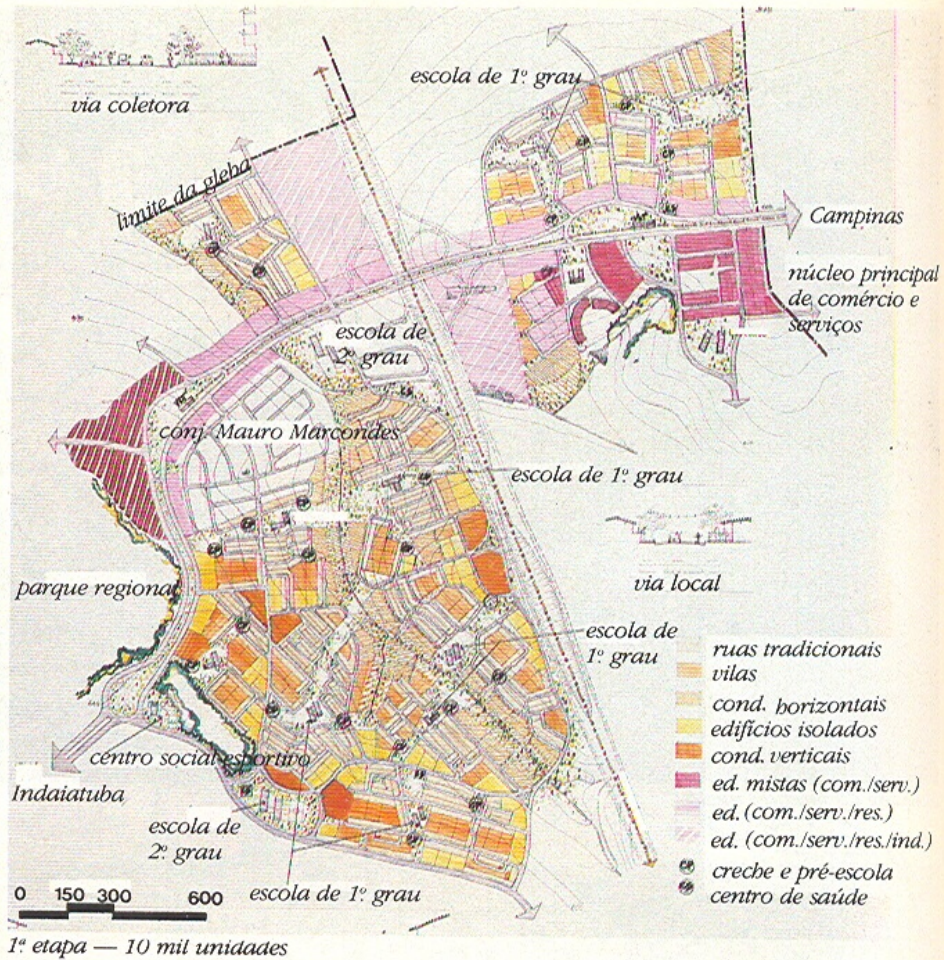 via coletora
escola de 1º grau
limite da gleba
Campinas
núcleo principal
de comércio e
serviços
escola de
2º grau
conj. Mauro Marcondes
escola de 1º grau
via local
parque regional
escola de
1º grau
centro social esportivo
Indaiatuba
escola de
2º grau
escola de 1º grau
ruas tradicionais
vilas
cond. horizontais
edifícios isolados
cond. verticais
ed. mistas (com./serv.)
ed. (com./serv./res.)
ed. (com./serv./res./ind.)
creche e pré-escola
centro de saúde
0 150 300 600
1ª etapa — 10 mil unidades